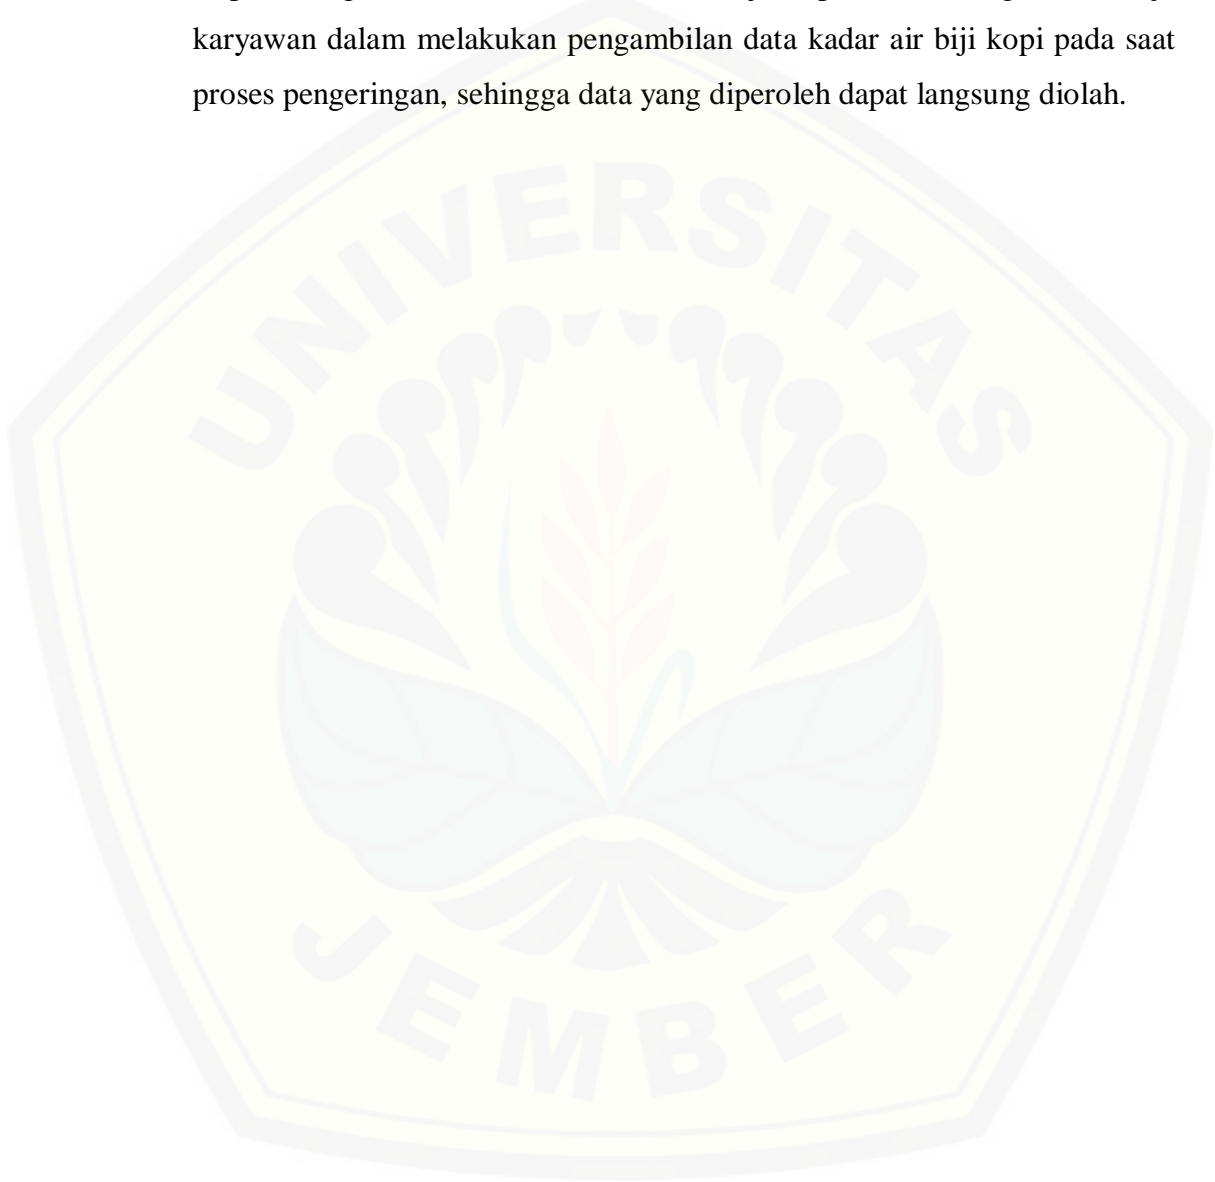 karyawan dalam melakukan pengambilan data kadar air biji kopi pada saat
proses pengeringan, sehingga data yang diperoleh dapat langsung diolah.
UNIVERSITAS
JEMBER